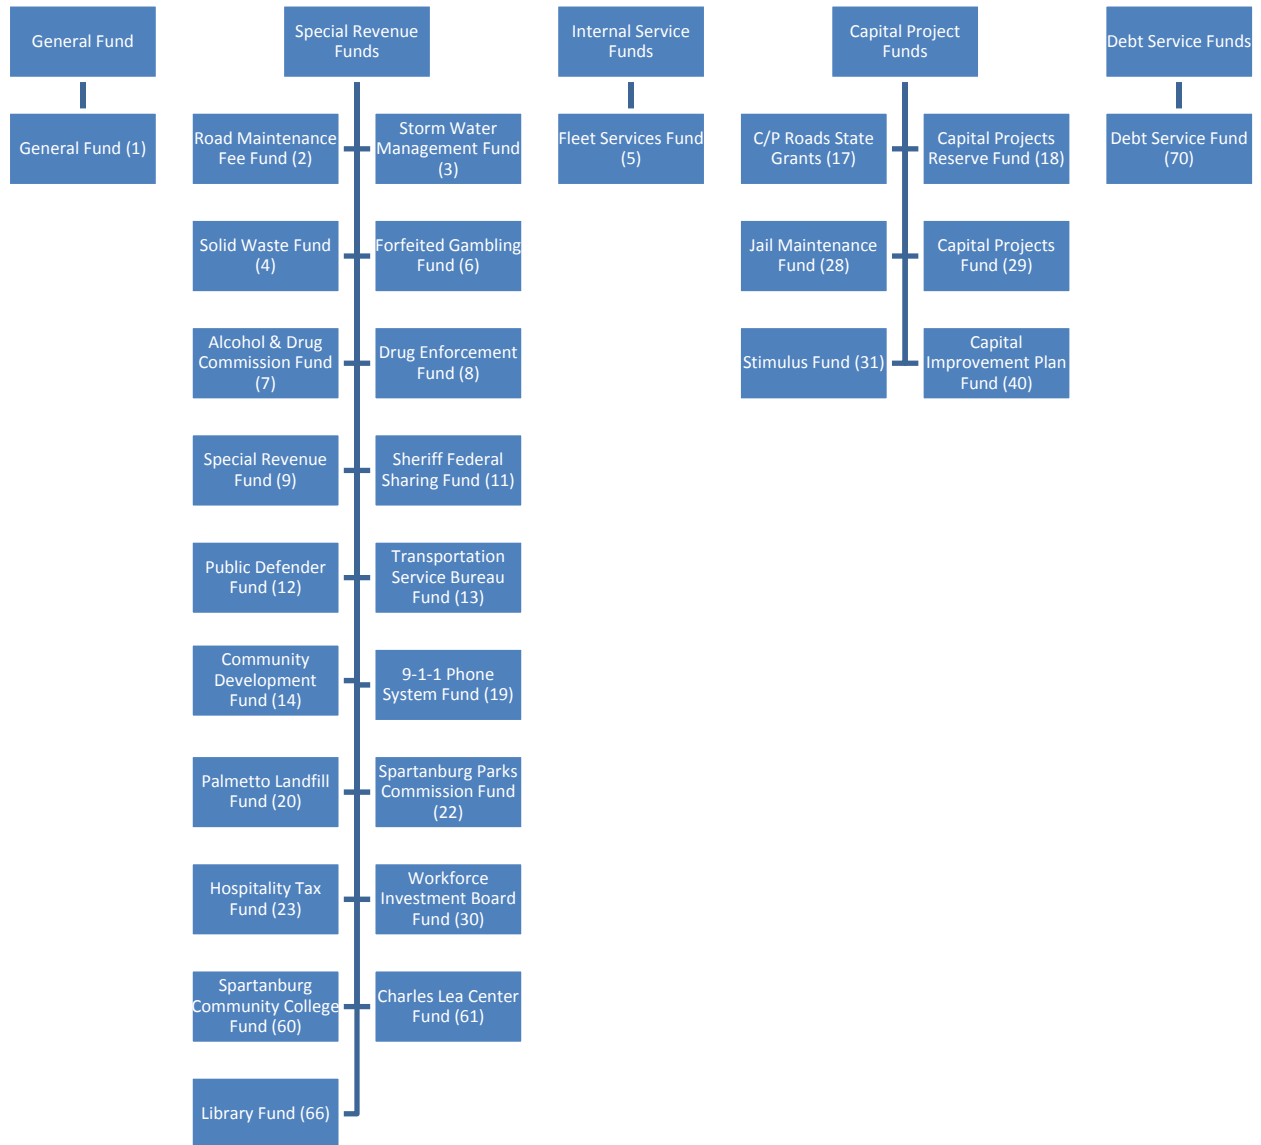 General Fund
Special Revenue
Funds
Internal Service
Funds
Capital Project
Funds
Debt Service Funds
General Fund (1)
Road Maintenance
Fee Fund (2)
Storm Water
Management Fund
(3)
Fleet Services Fund
(5)
C/P Roads State
Grants (17)
Capital Projects
Reserve Fund (18)
Debt Service Fund
(70)
Solid Waste Fund
(4)
Forfeited Gambling
Fund (6)
Jail Maintenance
Fund (28)
Capital Projects
Fund (29)
Alcohol & Drug
Commission Fund
(7)
Drug Enforcement
Fund (8)
Stimulus Fund (31)
Capital
Improvement Plan
Fund (40)
Special Revenue
Fund (9)
Sheriff Federal
Sharing Fund (11)
Public Defender
Fund (12)
Transportation
Service Bureau
Fund (13)
Community
Development
Fund (14)
9-1-1 Phone
System Fund (19)
Palmetto Landfill
Fund (20)
Spartanburg Parks
Commission Fund
(22)
Hospitality Tax
Fund (23)
Workforce
Investment Board
Fund (30)
Spartanburg
Community College
Fund (60)
Charles Lea Center
Fund (61)
Library Fund (66)